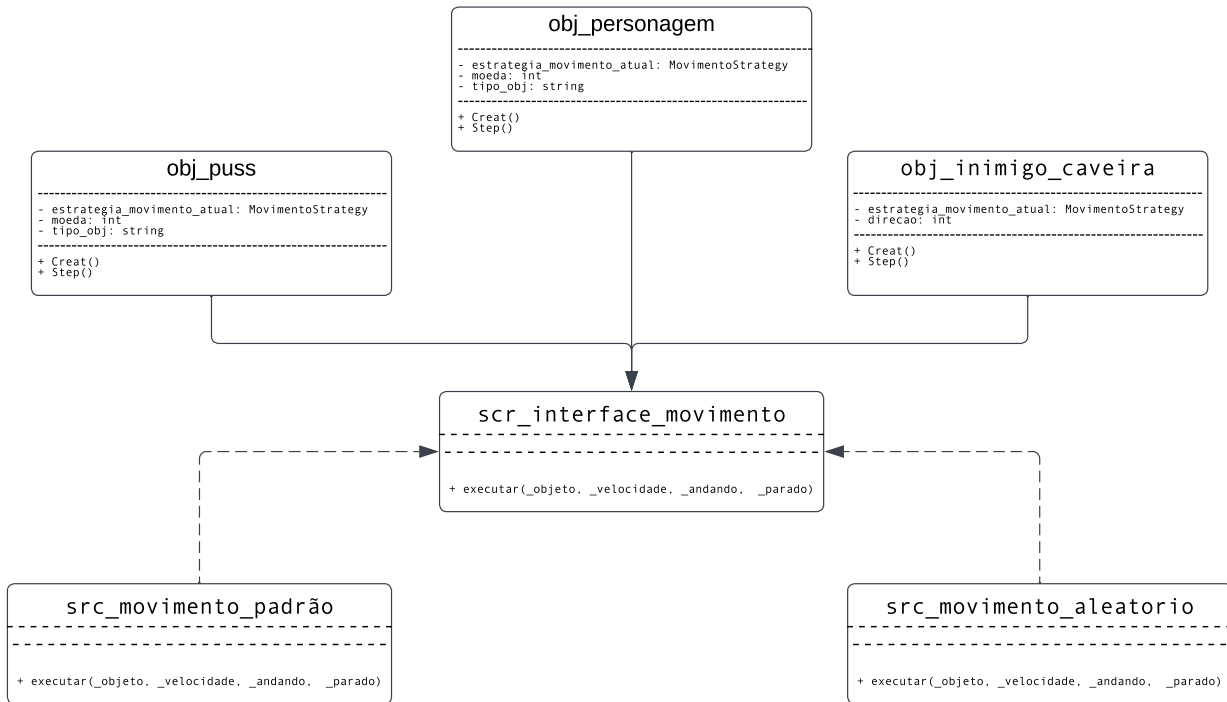 obj_personagem
- estrategia_movimento_atual: MovimentoStrategy
- moeda: int
- tipo_obj: string
+ Creat()
+ Step()
obj_puss
- estrategia_movimento_atual: MovimentoStrategy
- moeda: int
- tipo_obj: string
+ Creat()
+ Step()
obj_inimigo_caveira
- estrategia_movimento_atual: MovimentoStrategy
- direcao: int
+ Creat()
+ Step()
scr_interface_movimento
+ executar(_objeto, _velocidade, _andando, _parado)
src_movimento_padrão
+ executar(_objeto, _velocidade, _andando, _parado)
src_movimento_aleatorio
+ executar(_objeto, _velocidade, _andando, _parado)